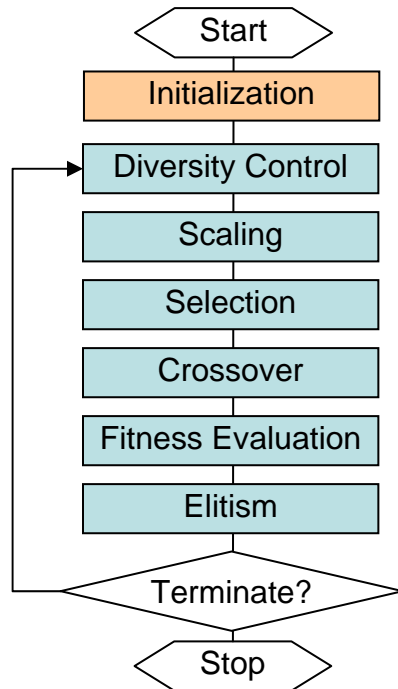 Start
Initialization
Diversity Control
Scaling
Selection
Crossover
Fitness Evaluation
Elitism
Terminate?
Stop